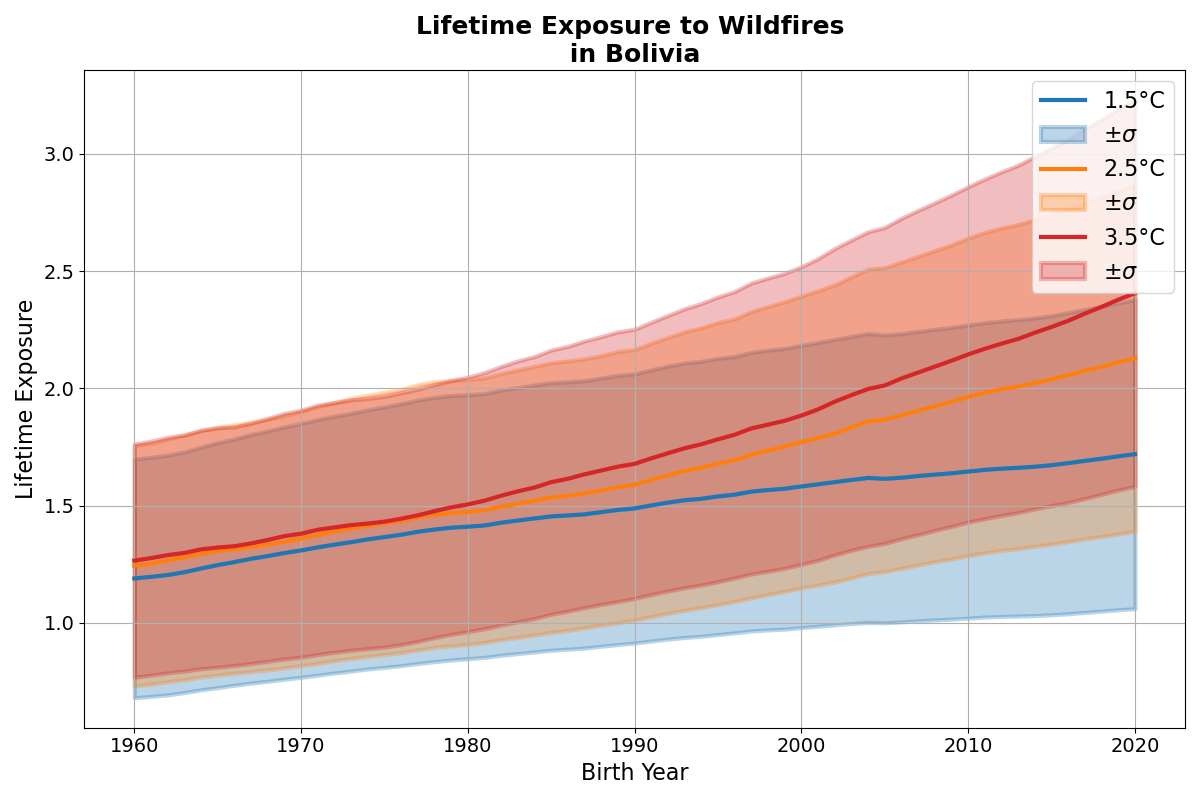 Lifetime Exposure to Wildfires
in Bolivia
Lifetime Exposure
3.0
2.5
2.0
1.5
1.0
1.5°C
±σ
2.5°C
±σ
3.5°C
±σ
1960 1970 1980 1990 2000 2010 2020
Birth Year